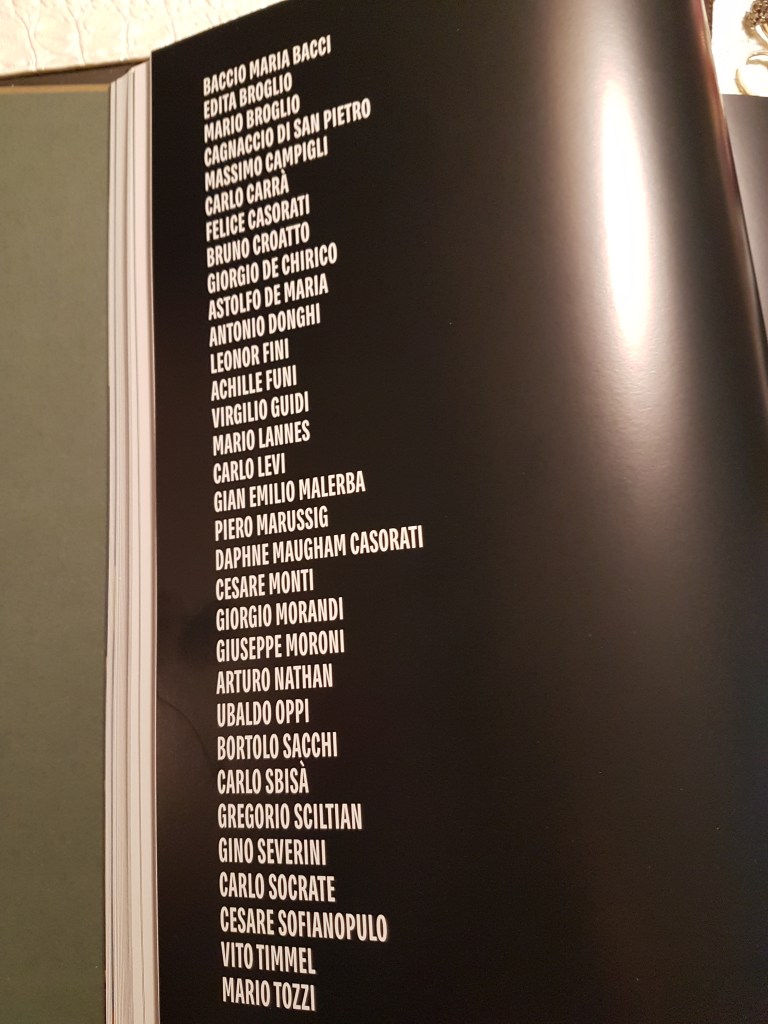 BACCIO MARIA BACCI
EDITA BROGLIO
MARIO BROGLIO
CAGNACCIO DI SAN PIETRO
MASSIMO CAMPIGLI
CARLO CARRÀ
FELICE CASORATI
BRUNO CROATTO
GIORGIO DE CHIRICO
ASTOLFO DE MARIA
ANTONIO DONGHI
LEONOR FINI
ACHILLE FUNI
VIRGILIO GUIDI
MARIO LANNES
CARLO LEVI
GIAN EMILIO MALERBA
PIERO MARUSSIG
DAPHNE MAUGHAM CASORATI
CESARE MONTI
GIORGIO MORANDI
GIUSEPPE MORONI
ARTURO NATHAN
UBALDO OPPI
BORTOLO SACCHI
CARLO SBISÀ
GREGORIO SCILTIAN
GINO SEVERINI
CARLO SOCRATE
CESARE SOFIANOPULO
VITO TIMMEL
MARIO TOZZI